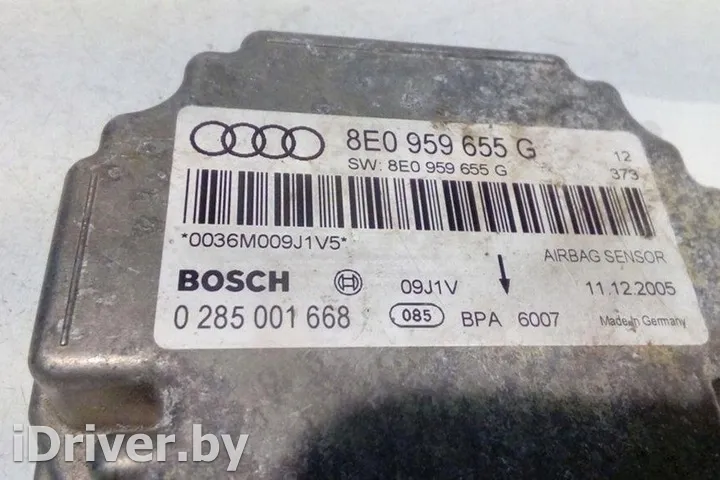 8E0 959 655 G
SW: 8E0 959 655 G
12
373
*0036M009J1V5*
AIRBAG SENSOR
BOSCH 09J1V 11.12.2005
0 285 001 668 085 BPA 6007 Made in Germany
iDriver.by